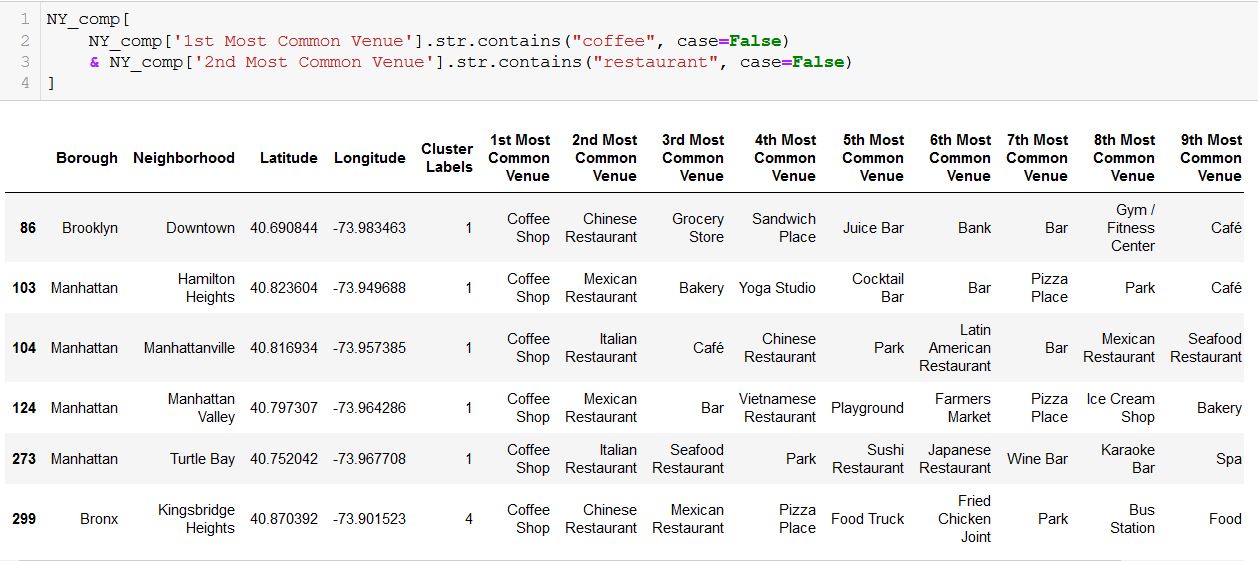 1 NY_comp[
2     NY_comp['1st Most Common Venue'].str.contains("coffee", case=False)
3     & NY_comp['2nd Most Common Venue'].str.contains("restaurant", case=False)
4 ]
Borough Neighborhood Latitude Longitude Cluster Labels 1st Most Common Venue 2nd Most Common Venue 3rd Most Common Venue 4th Most Common Venue 5th Most Common Venue 6th Most Common Venue 7th Most Common Venue 8th Most Common Venue 9th Most Common Venue
86 Brooklyn Downtown 40.690844 -73.983463 1 Coffee Shop Chinese Restaurant Grocery Store Sandwich Place Juice Bar Bank Bar Gym / Fitness Center Café
103 Manhattan Hamilton Heights 40.823604 -73.949688 1 Coffee Shop Mexican Restaurant Bakery Yoga Studio Cocktail Bar Bar Pizza Place Park Café
104 Manhattan Manhattanville 40.816934 -73.957385 1 Coffee Shop Italian Restaurant Café Chinese Restaurant Park Latin American Restaurant Bar Mexican Restaurant Seafood Restaurant
124 Manhattan Manhattan Valley 40.797307 -73.964286 1 Coffee Shop Mexican Restaurant Bar Vietnamese Restaurant Playground Farmers Market Pizza Place Ice Cream Shop Bakery
273 Manhattan Turtle Bay 40.752042 -73.967708 1 Coffee Shop Italian Restaurant Seafood Restaurant Park Sushi Restaurant Japanese Restaurant Wine Bar Karaoke Bar Spa
299 Bronx Kingsbridge Heights 40.870392 -73.901523 4 Coffee Shop Chinese Restaurant Mexican Restaurant Pizza Place Food Truck Fried Chicken Joint Park Bus Station Food